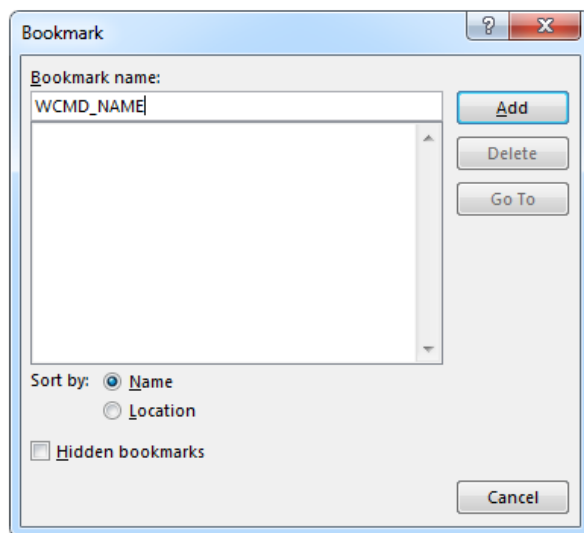 Bookmark
?
X
Bookmark name:
WCMD_NAME
Add
Delete
Go To
Sort by:
Name
Location
Hidden bookmarks
Cancel